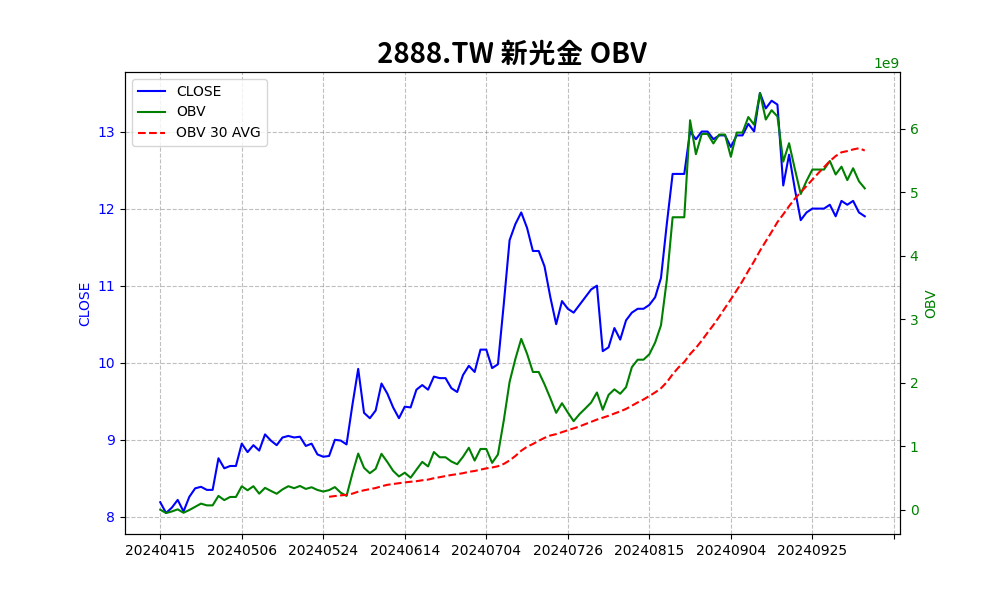 2888.TW 新光金 OBV
1e9
CLOSE
OBV
OBV 30 AVG
13
12
11
10
9
8
CLOSE
6
5
4
3
2
1
0
OBV
20240415 20240506 20240524 20240614 20240704 20240726 20240815 20240904 20240925